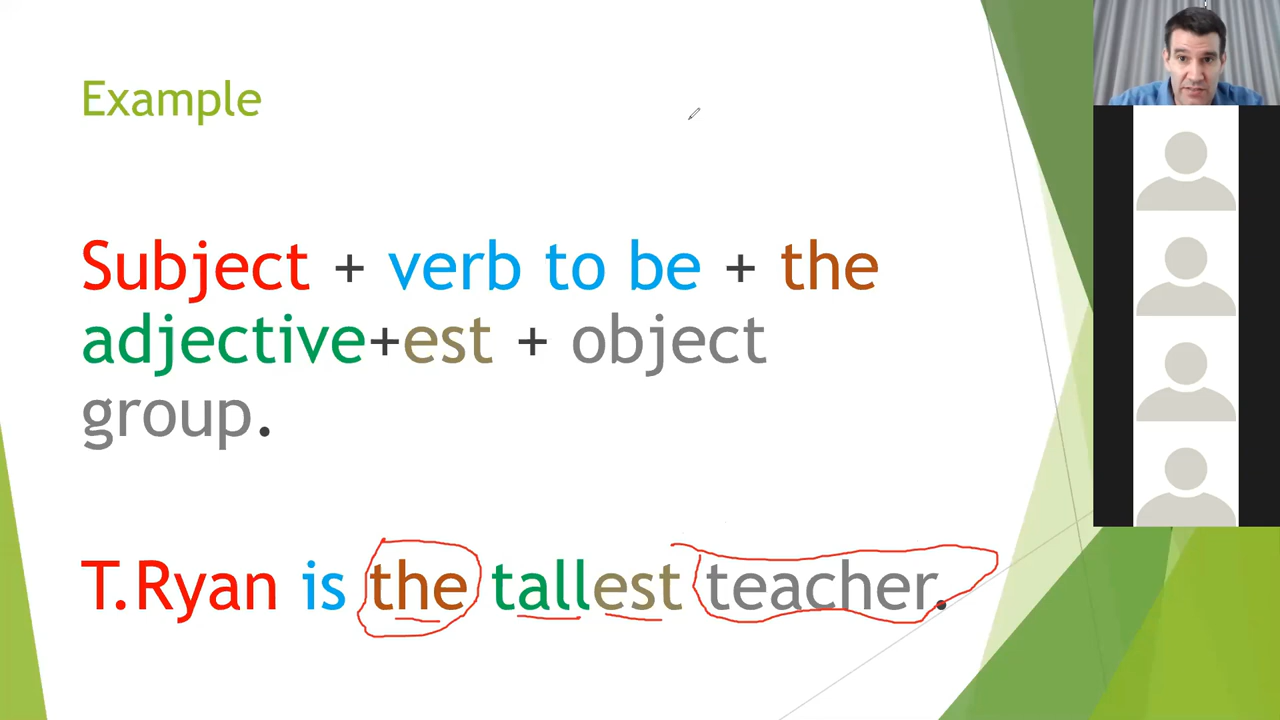 Example
Subject + verb to be + the
adjective+est + object
group.
T.Ryan is the tallest teacher.